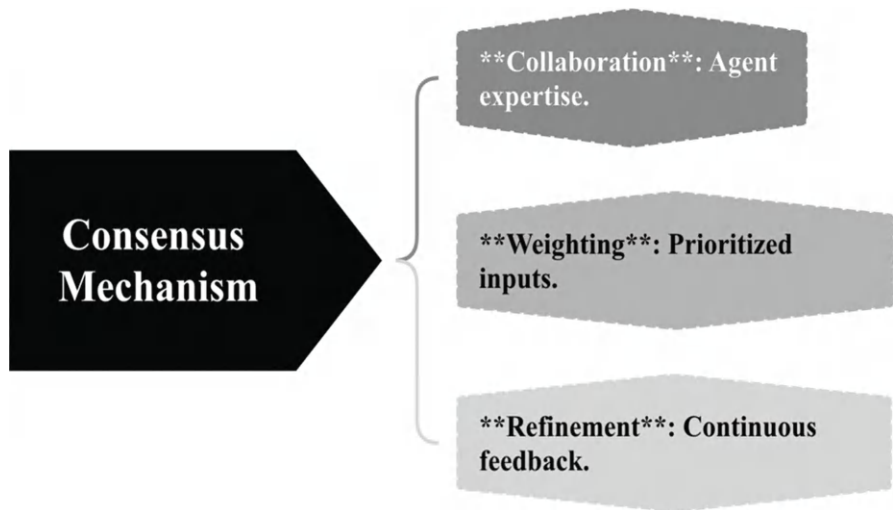 Consensus
Mechanism
**Collaboration**: Agent
expertise.
**Weighting**: Prioritized
inputs.
**Refinement**: Continuous
feedback.